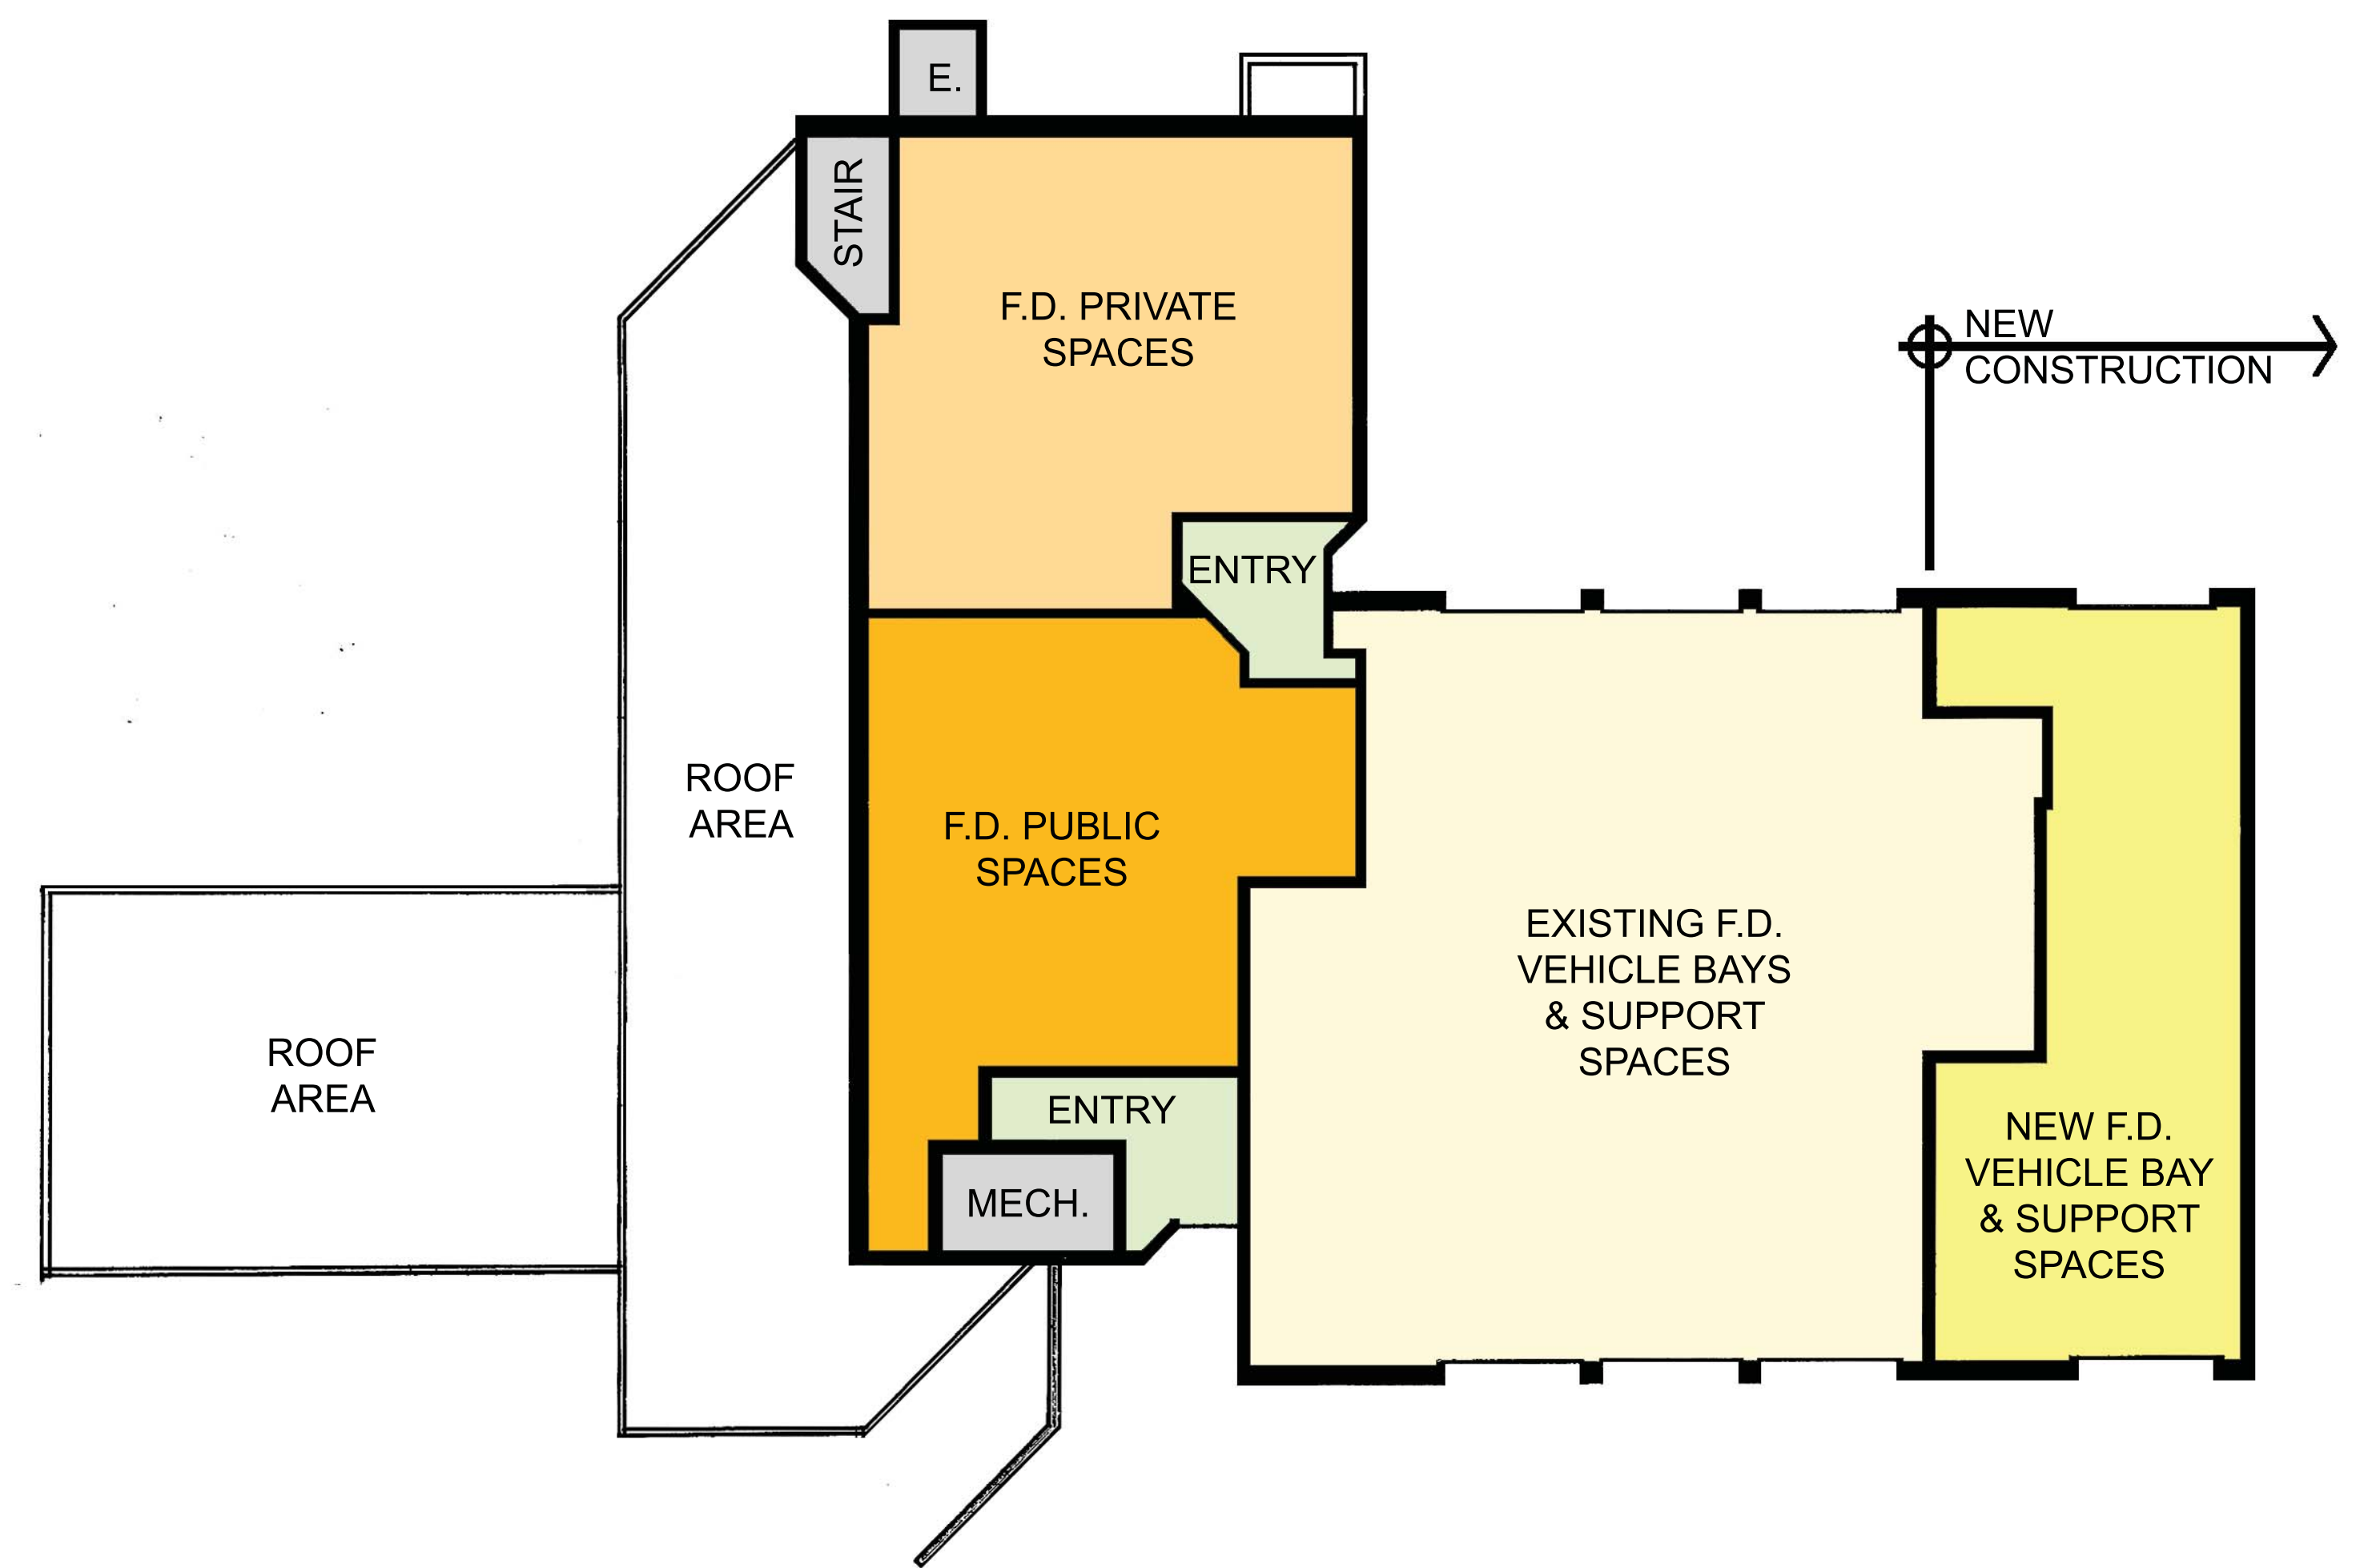 E.
STAIR
F.D. PRIVATE
SPACES
NEW
CONSTRUCTION
ENTRY
ROOF
AREA
F.D. PUBLIC
SPACES
EXISTING F.D.
VEHICLE BAYS
& SUPPORT
SPACES
ROOF
AREA
ENTRY
MECH.
NEW F.D.
VEHICLE BAY
& SUPPORT
SPACES